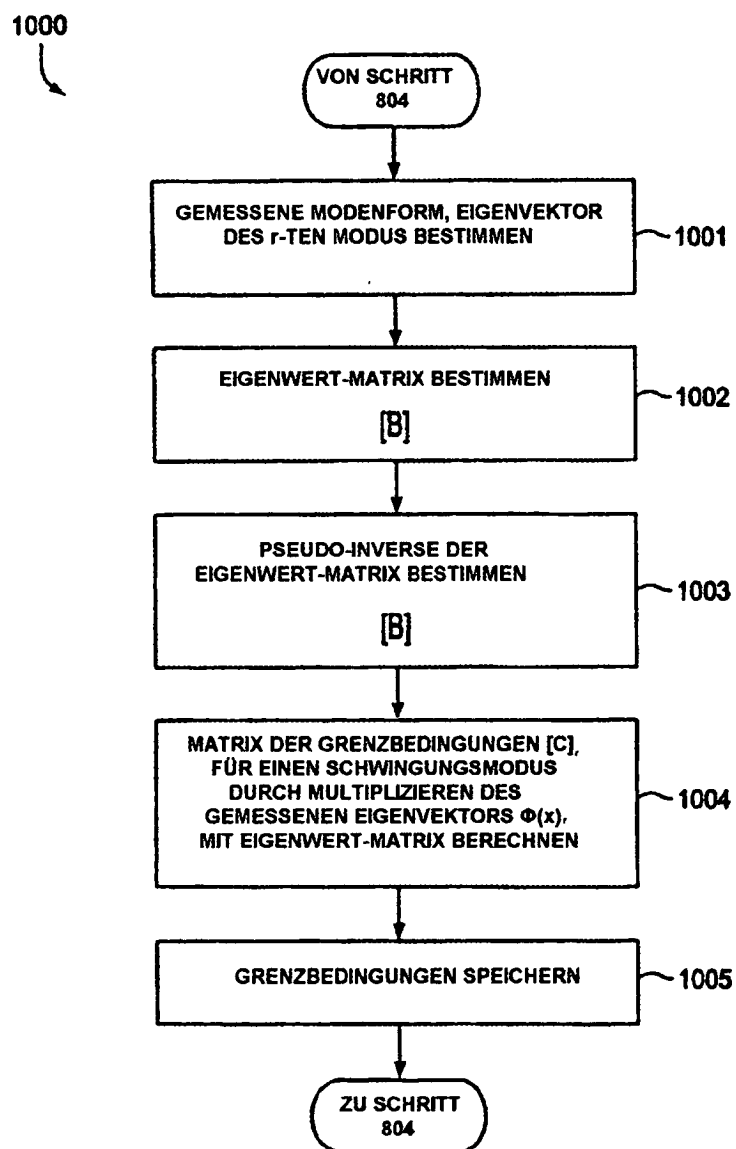 1000
VON SCHRITT
804
GEMESSENE MODENFORM, EIGENVEKTOR
DES r-TEN MODUS BESTIMMEN
1001
EIGENWERT-MATRIX BESTIMMEN
[B]
1002
PSEUDO-INVERSE DER
EIGENWERT-MATRIX BESTIMMEN
[B]
1003
MATRIX DER GRENZBEDINGUNGEN [C]r
FÜR EINEN SCHWINGUNGSMODUS
DURCH MULTIPLIZIEREN DES
GEMESSENEN EIGENVEKTORS Φ(x)r
MIT EIGENWERT-MATRIX BERECHNEN
1004
GRENZBEDINGUNGEN SPEICHERN
1005
ZU SCHRITT
804